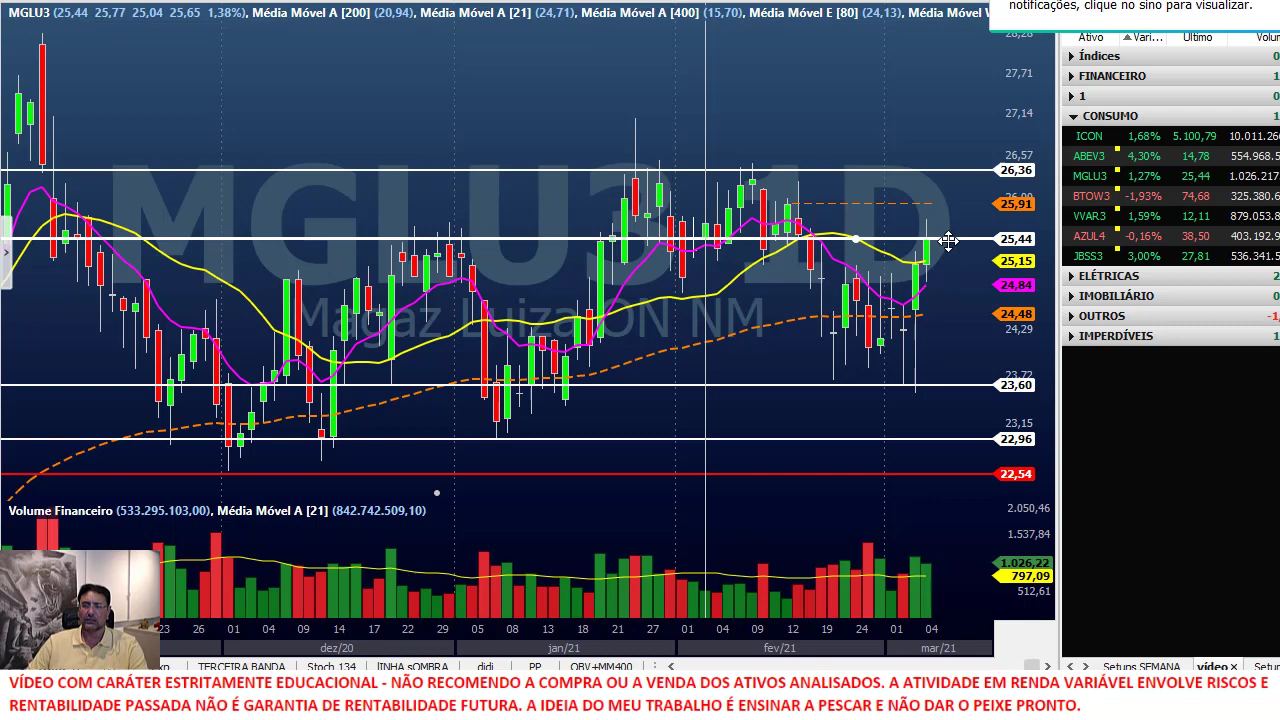 notificações, clique no sino para visualizar.
MGLU3 (25,44 25,77 25,04 25,65 1,38%), Média Móvel A [200] (20,94), Média Móvel A [21] (24,71), Média Móvel A [400] (15,70), Média Móvel E [80] (24,13), Média Móvel
Ativo Vari... Último Volu
28,28
Índices 0
27,71
FINANCEIRO 1
1 0
27,14
CONSUMO 1
ICON 1,68% 5.100,79 10.011.26
26,57
ABEV3 4,30% 14,78 554.968,5
26,36
MGLU3 1,27% 25,44 1.026.217
BTOW3 -1,93% 74,68 325.380,6
25,91
VVAR3 1,59% 12,11 879.053,8
25,44
AZUL4 -0,16% 38,50 403.192,9
25,15
JBSS3 3,00% 27,81 536.341,5
MGLU3 1D
Magaz Luiza ON NM
ELÉTRICAS 2
24,84
IMOBILIÁRIO 0
24,48
OUTROS -1,
24,29
IMPERDÍVEIS 1
23,72
23,60
23,15
22,96
22,54
Volume Financeiro (533.295.103,00), Média Móvel A [21] (842.742.509,10)
2.050,46
1.537,84
1.026,22
797,09
512,61
23 26 01 04 09 14 17 22 28 05 08 13 18 21 27 01 04 09 12 19 24 01 04
dez/20 jan/21 fev/21 mar/21
TERCEIRA BANDA Stoch 134 lINHA sOMBRA didi PP OBV+MM400 Setups SEMANA vídeo Setu
VÍDEO COM CARÁTER ESTRITAMENTE EDUCACIONAL - NÃO RECOMENDO A COMPRA OU A VENDA DOS ATIVOS ANALISADOS. A ATIVIDADE EM RENDA VARIÁVEL ENVOLVE RISCOS E
RENTABILIDADE PASSADA NÃO É GARANTIA DE RENTABILIDADE FUTURA. A IDEIA DO MEU TRABALHO É ENSINAR A PESCAR E NÃO DAR O PEIXE PRONTO.